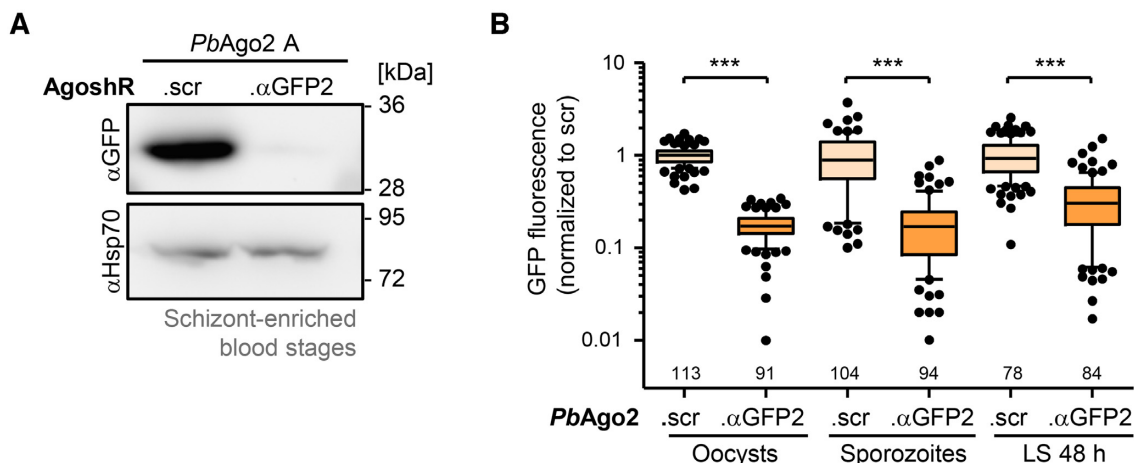 A
PbAgo2 A
AgoshR .scr .αGFP2 [kDa]
αGFP
36
28
αHsp70
95
72
Schizont-enriched
blood stages
B
GFP fluorescence
(normalized to scr)
10
1
0.1
0.01
*** *** ***
113 91 104 94 78 84
PbAgo2 .scr .αGFP2 .scr .αGFP2 .scr .αGFP2
Oocysts Sporozoites LS 48 h